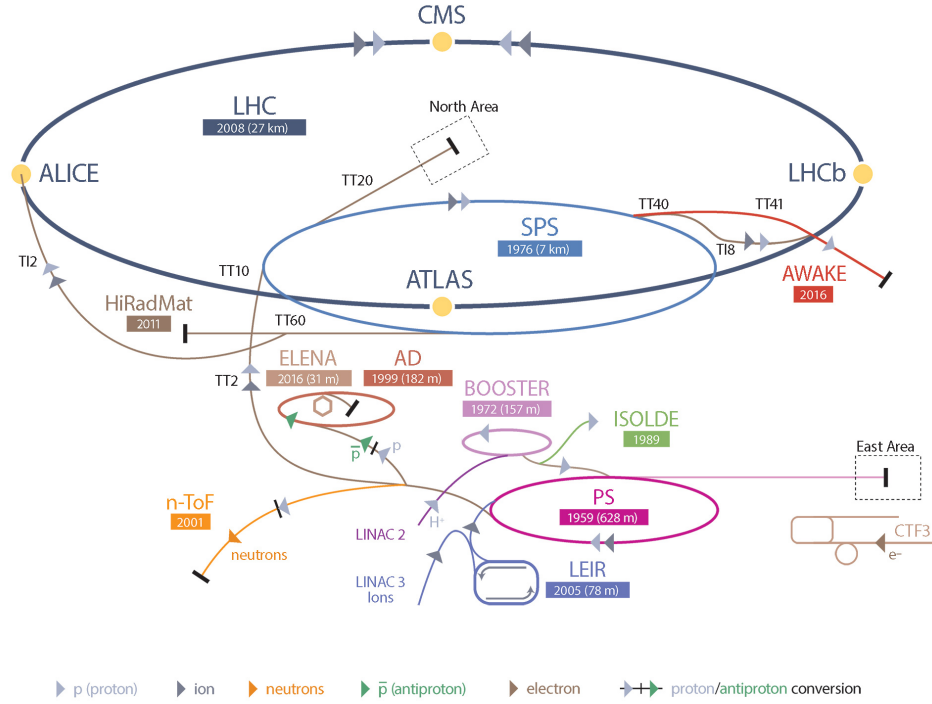 CMS
LHC
2008 (27 km)
North Area
ALICE
LHCb
TT20
TT40
TT41
SPS
1976 (7 km)
TI8
TI2
TT10
ATLAS
AWAKE
2016
HiRadMat
2011
TT60
ELENA
2016 (31 m)
AD
1999 (182 m)
TT2
BOOSTER
1972 (157 m)
ISOLDE
1989
p
p̅
East Area
n-ToF
2001
PS
1959 (628 m)
H⁺
LINAC 2
neutrons
CTF3
e⁻
LEIR
2005 (78 m)
LINAC 3
Ions
p (proton)
ion
neutrons
p̅ (antiproton)
electron
proton/antiproton conversion